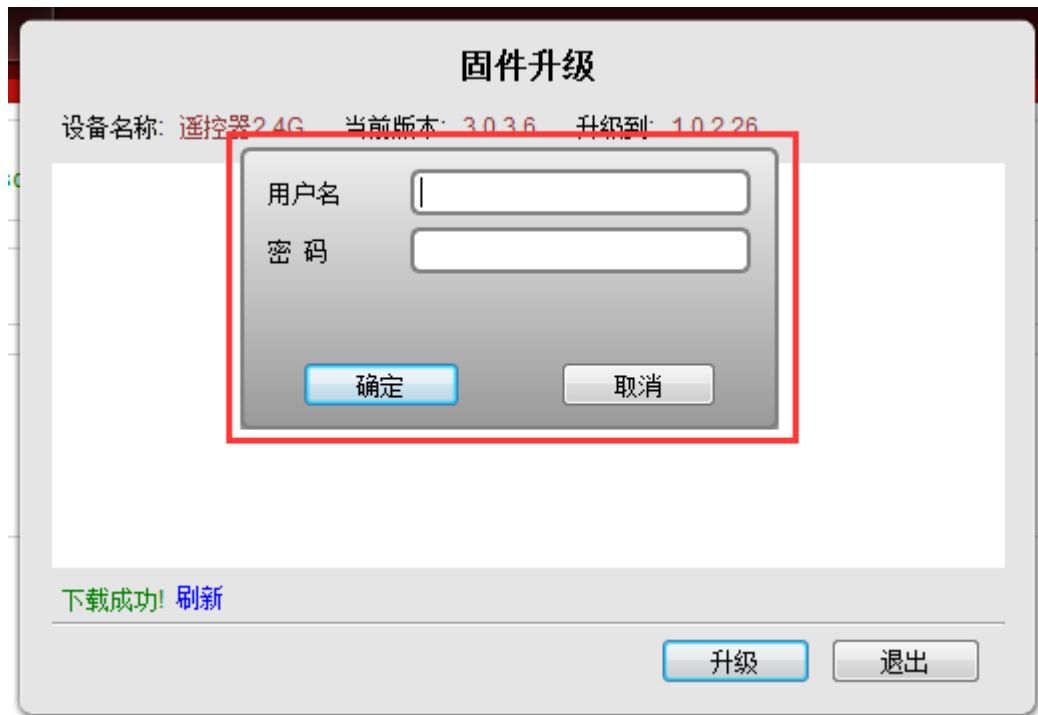 固件升级
设备名称: 遥控器2.4G 当前版本: 3.0.3.6 升级到: 1.0.2.26
用户名
密 码
确定 取消
下载成功! 刷新
升级 退出